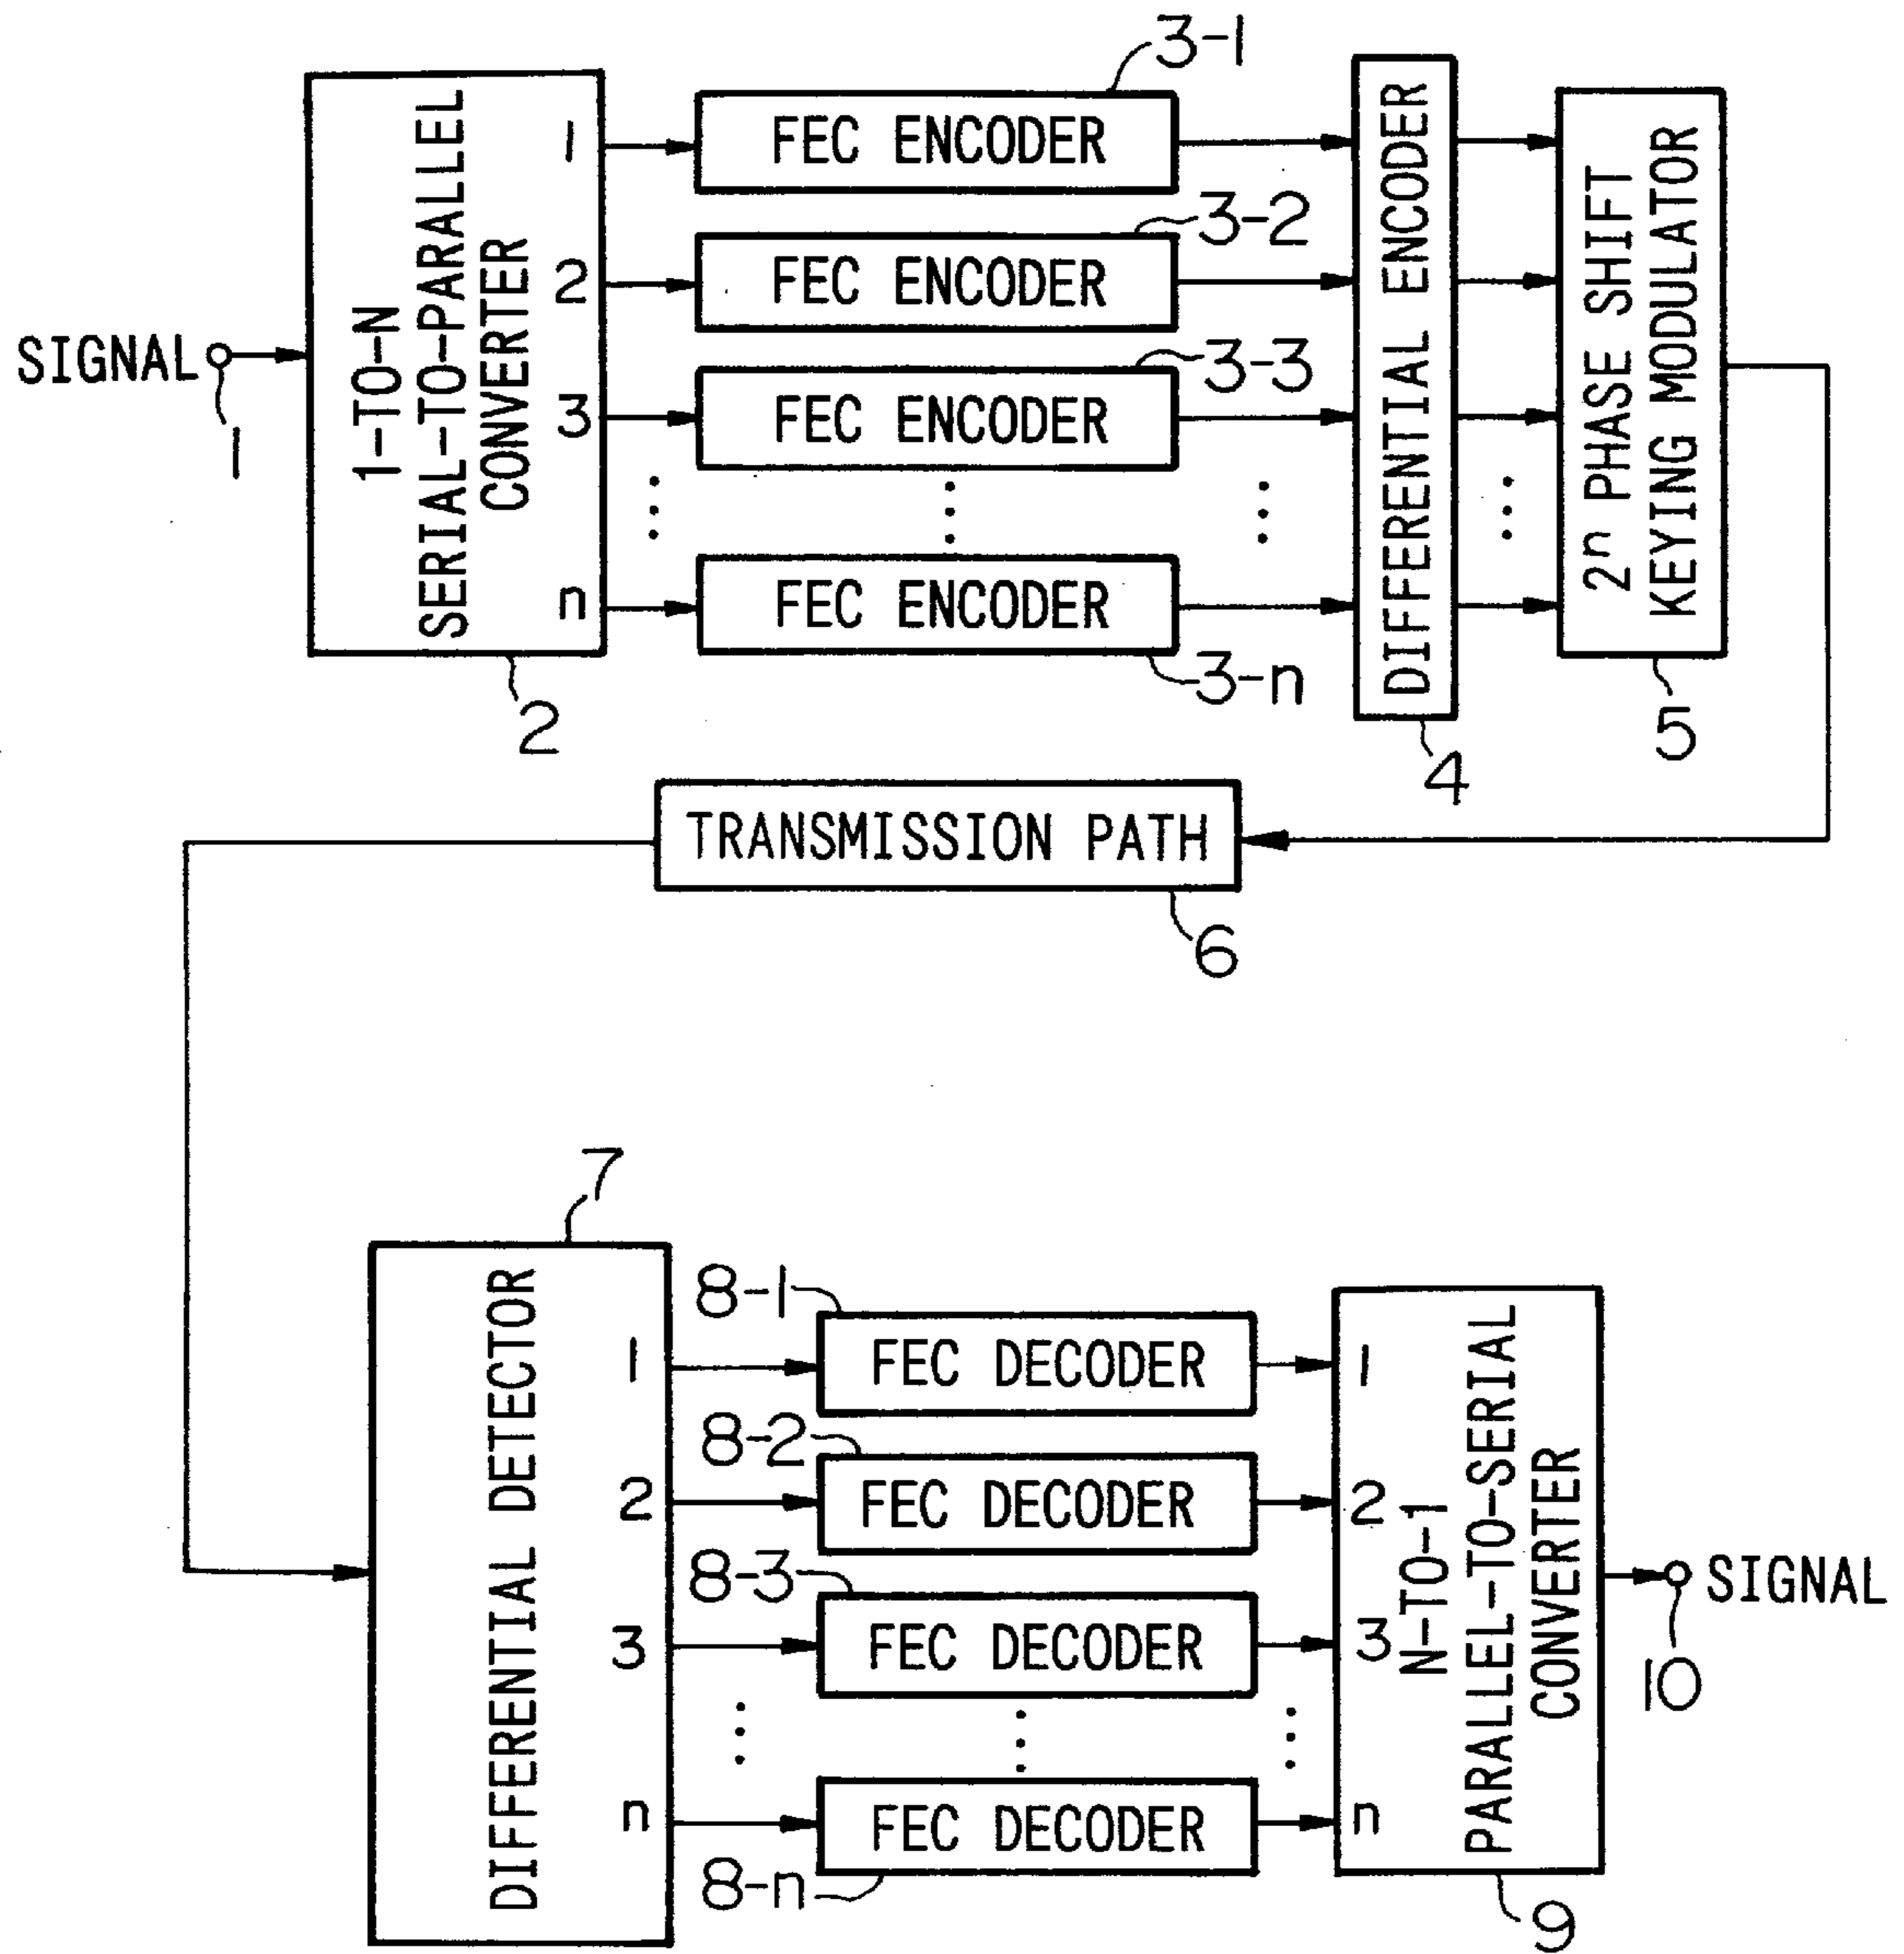 SIGNAL
1
1-TO-N
SERIAL-TO-PARALLEL
CONVERTER
1
2
3
n
2
FEC ENCODER
3-1
FEC ENCODER
3-2
FEC ENCODER
3-3
FEC ENCODER
3-n
DIFFERENTIAL ENCODER
4
2ⁿ PHASE SHIFT
KEYING MODULATOR
5
TRANSMISSION PATH
6
7
DIFFERENTIAL DETECTOR
1
2
3
n
8-1
FEC DECODER
8-2
FEC DECODER
8-3
FEC DECODER
8-n
FEC DECODER
1
2
3
n
N-TO-1
PARALLEL-TO-SERIAL
CONVERTER
9
SIGNAL
10